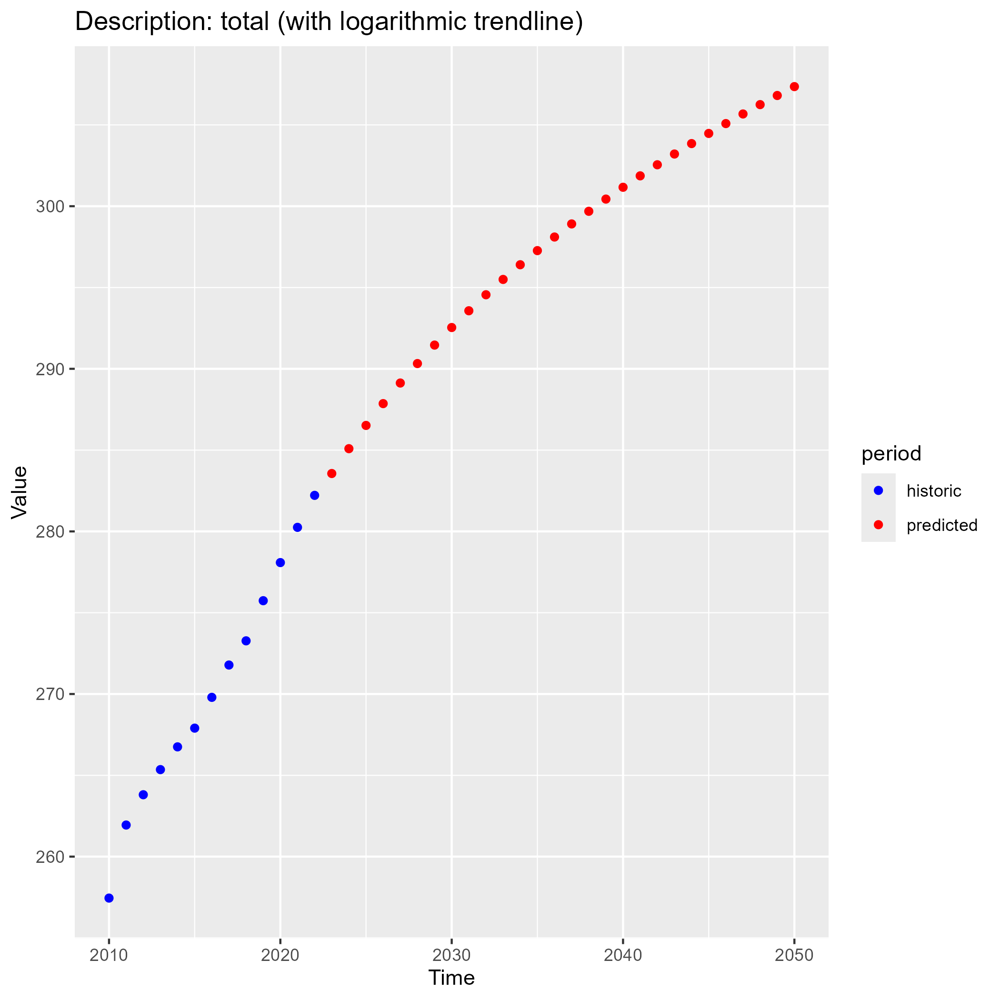 Description: total (with logarithmic trendline)
Value
300
290
280
270
260
2010 2020 2030 2040 2050
Time
period
historic
predicted